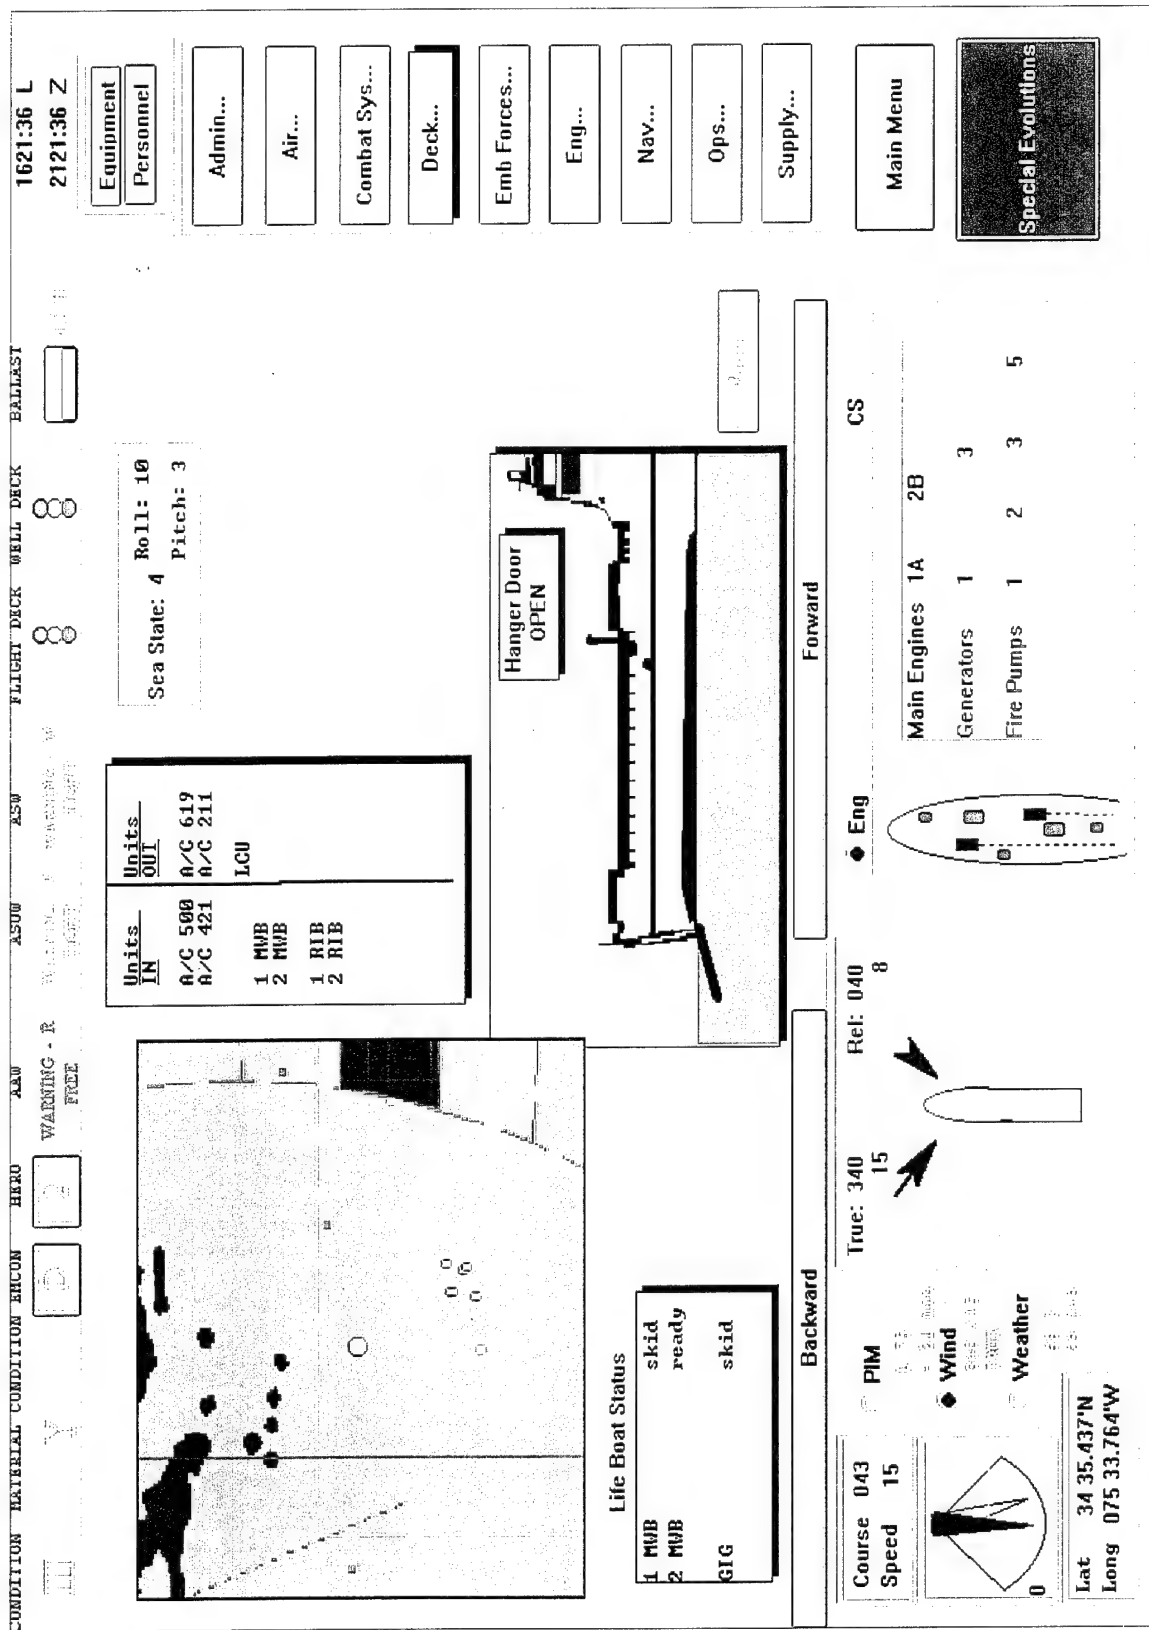 CONDITION MATERIAL CONDITION EMCON HERO AAW ASUW ASW FLIGHT DECK WELL DECK BALLAST
1621:36 L
2121:36 Z
III Y D 2 WARNING - R
FREE
Equipment
Personnel
Units
IN
A/C 500
A/C 421
1 MWB
2 MWB
1 RIB
2 RIB
Units
OUT
A/C 619
A/C 211
LCU
Sea State: 4 Roll: 10
Pitch: 3
Admin...
Air...
Combat Sys...
Deck...
Emb Forces...
Eng...
Nav...
Ops...
Supply...
Main Menu
Special Evolutions
Hanger Door
OPEN
Life Boat Status
1 MWB skid
2 MWB ready
GIG skid
Backward
Forward
Course 043
Speed 15
0
Lat 34 35.437'N
Long 075 33.764'W
PIM
Wind
Weather
True: 340
15
Rel: 040
8
Eng
CS
Main Engines 1A 2B
Generators 1 3
Fire Pumps 1 2 3 5